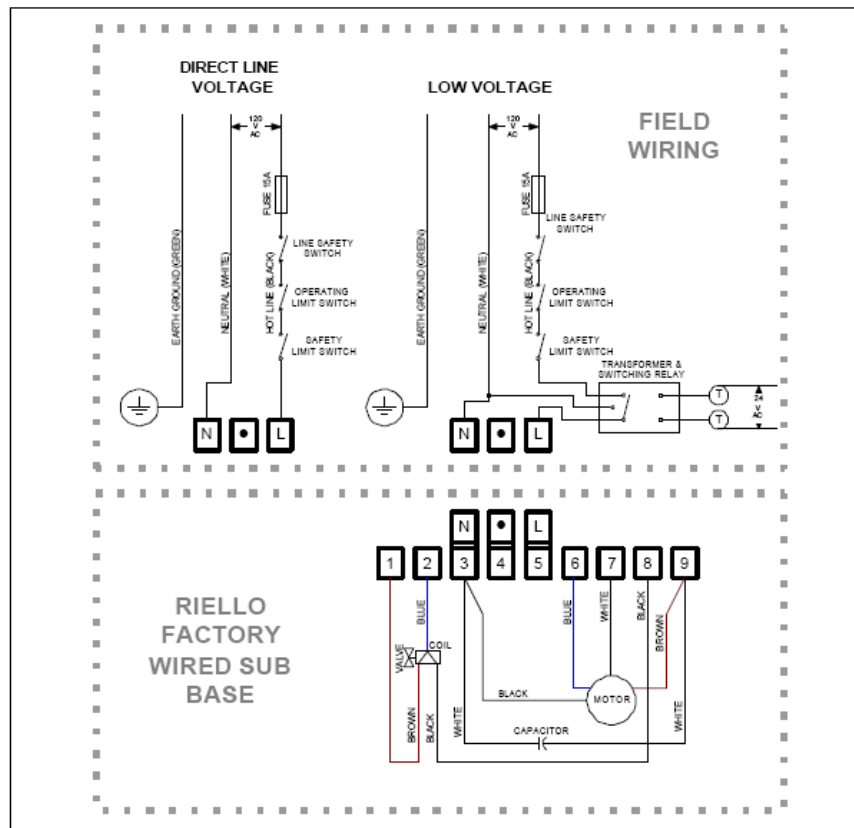 DIRECT LINE
VOLTAGE
120
V
AC
EARTH GROUND (GREEN)
NEUTRAL (WHITE)
HOT LINE (BLACK)
FUSE 15A
LINE SAFETY
SWITCH
OPERATING
LIMIT SWITCH
SAFETY
LIMIT SWITCH
N
●
L
LOW VOLTAGE
120
V
AC
EARTH GROUND (GREEN)
NEUTRAL (WHITE)
HOT LINE (BLACK)
FUSE 15A
LINE SAFETY
SWITCH
OPERATING
LIMIT SWITCH
SAFETY
LIMIT SWITCH
TRANSFORMER &
SWITCHING RELAY
T
T
24
V
AC
N
●
L
FIELD
WIRING
RIELLO
FACTORY
WIRED SUB
BASE
N ● L
1 2 3 4 5 6 7 8 9
BLUE
VALVE
COIL
BROWN
BLACK
WHITE
BLACK
CAPACITOR
MOTOR
BLUE
WHITE
BLACK
BROWN
WHITE